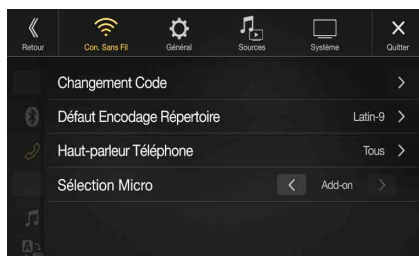 Retour Con. Sans Fil Général Sources Système Quitter
Changement Code
Défaut Encodage Répertoire Latin-9
Haut-parleur Téléphone Tous
Sélection Micro Add-on